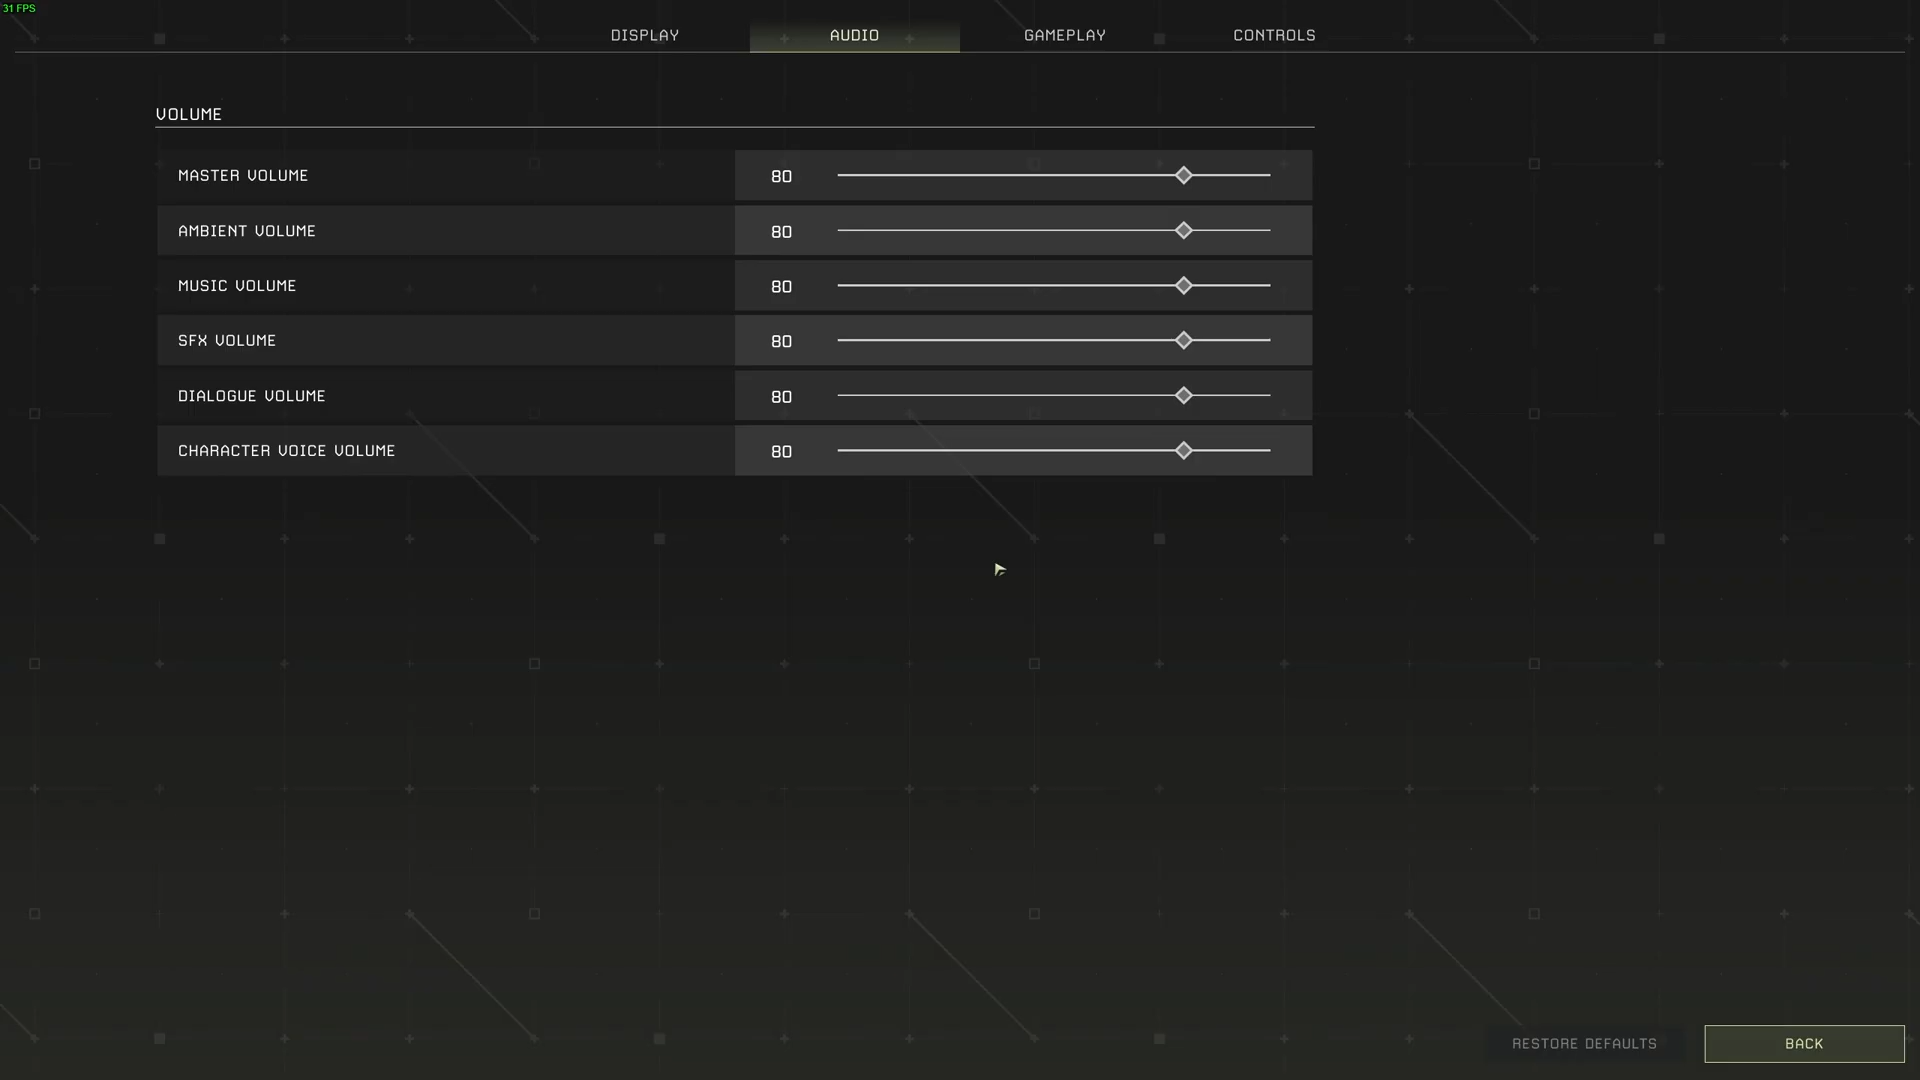 31 FPS
DISPLAY AUDIO GAMEPLAY CONTROLS
VOLUME
MASTER VOLUME 80
AMBIENT VOLUME 80
MUSIC VOLUME 80
SFX VOLUME 80
DIALOGUE VOLUME 80
CHARACTER VOICE VOLUME 80
RESTORE DEFAULTS BACK